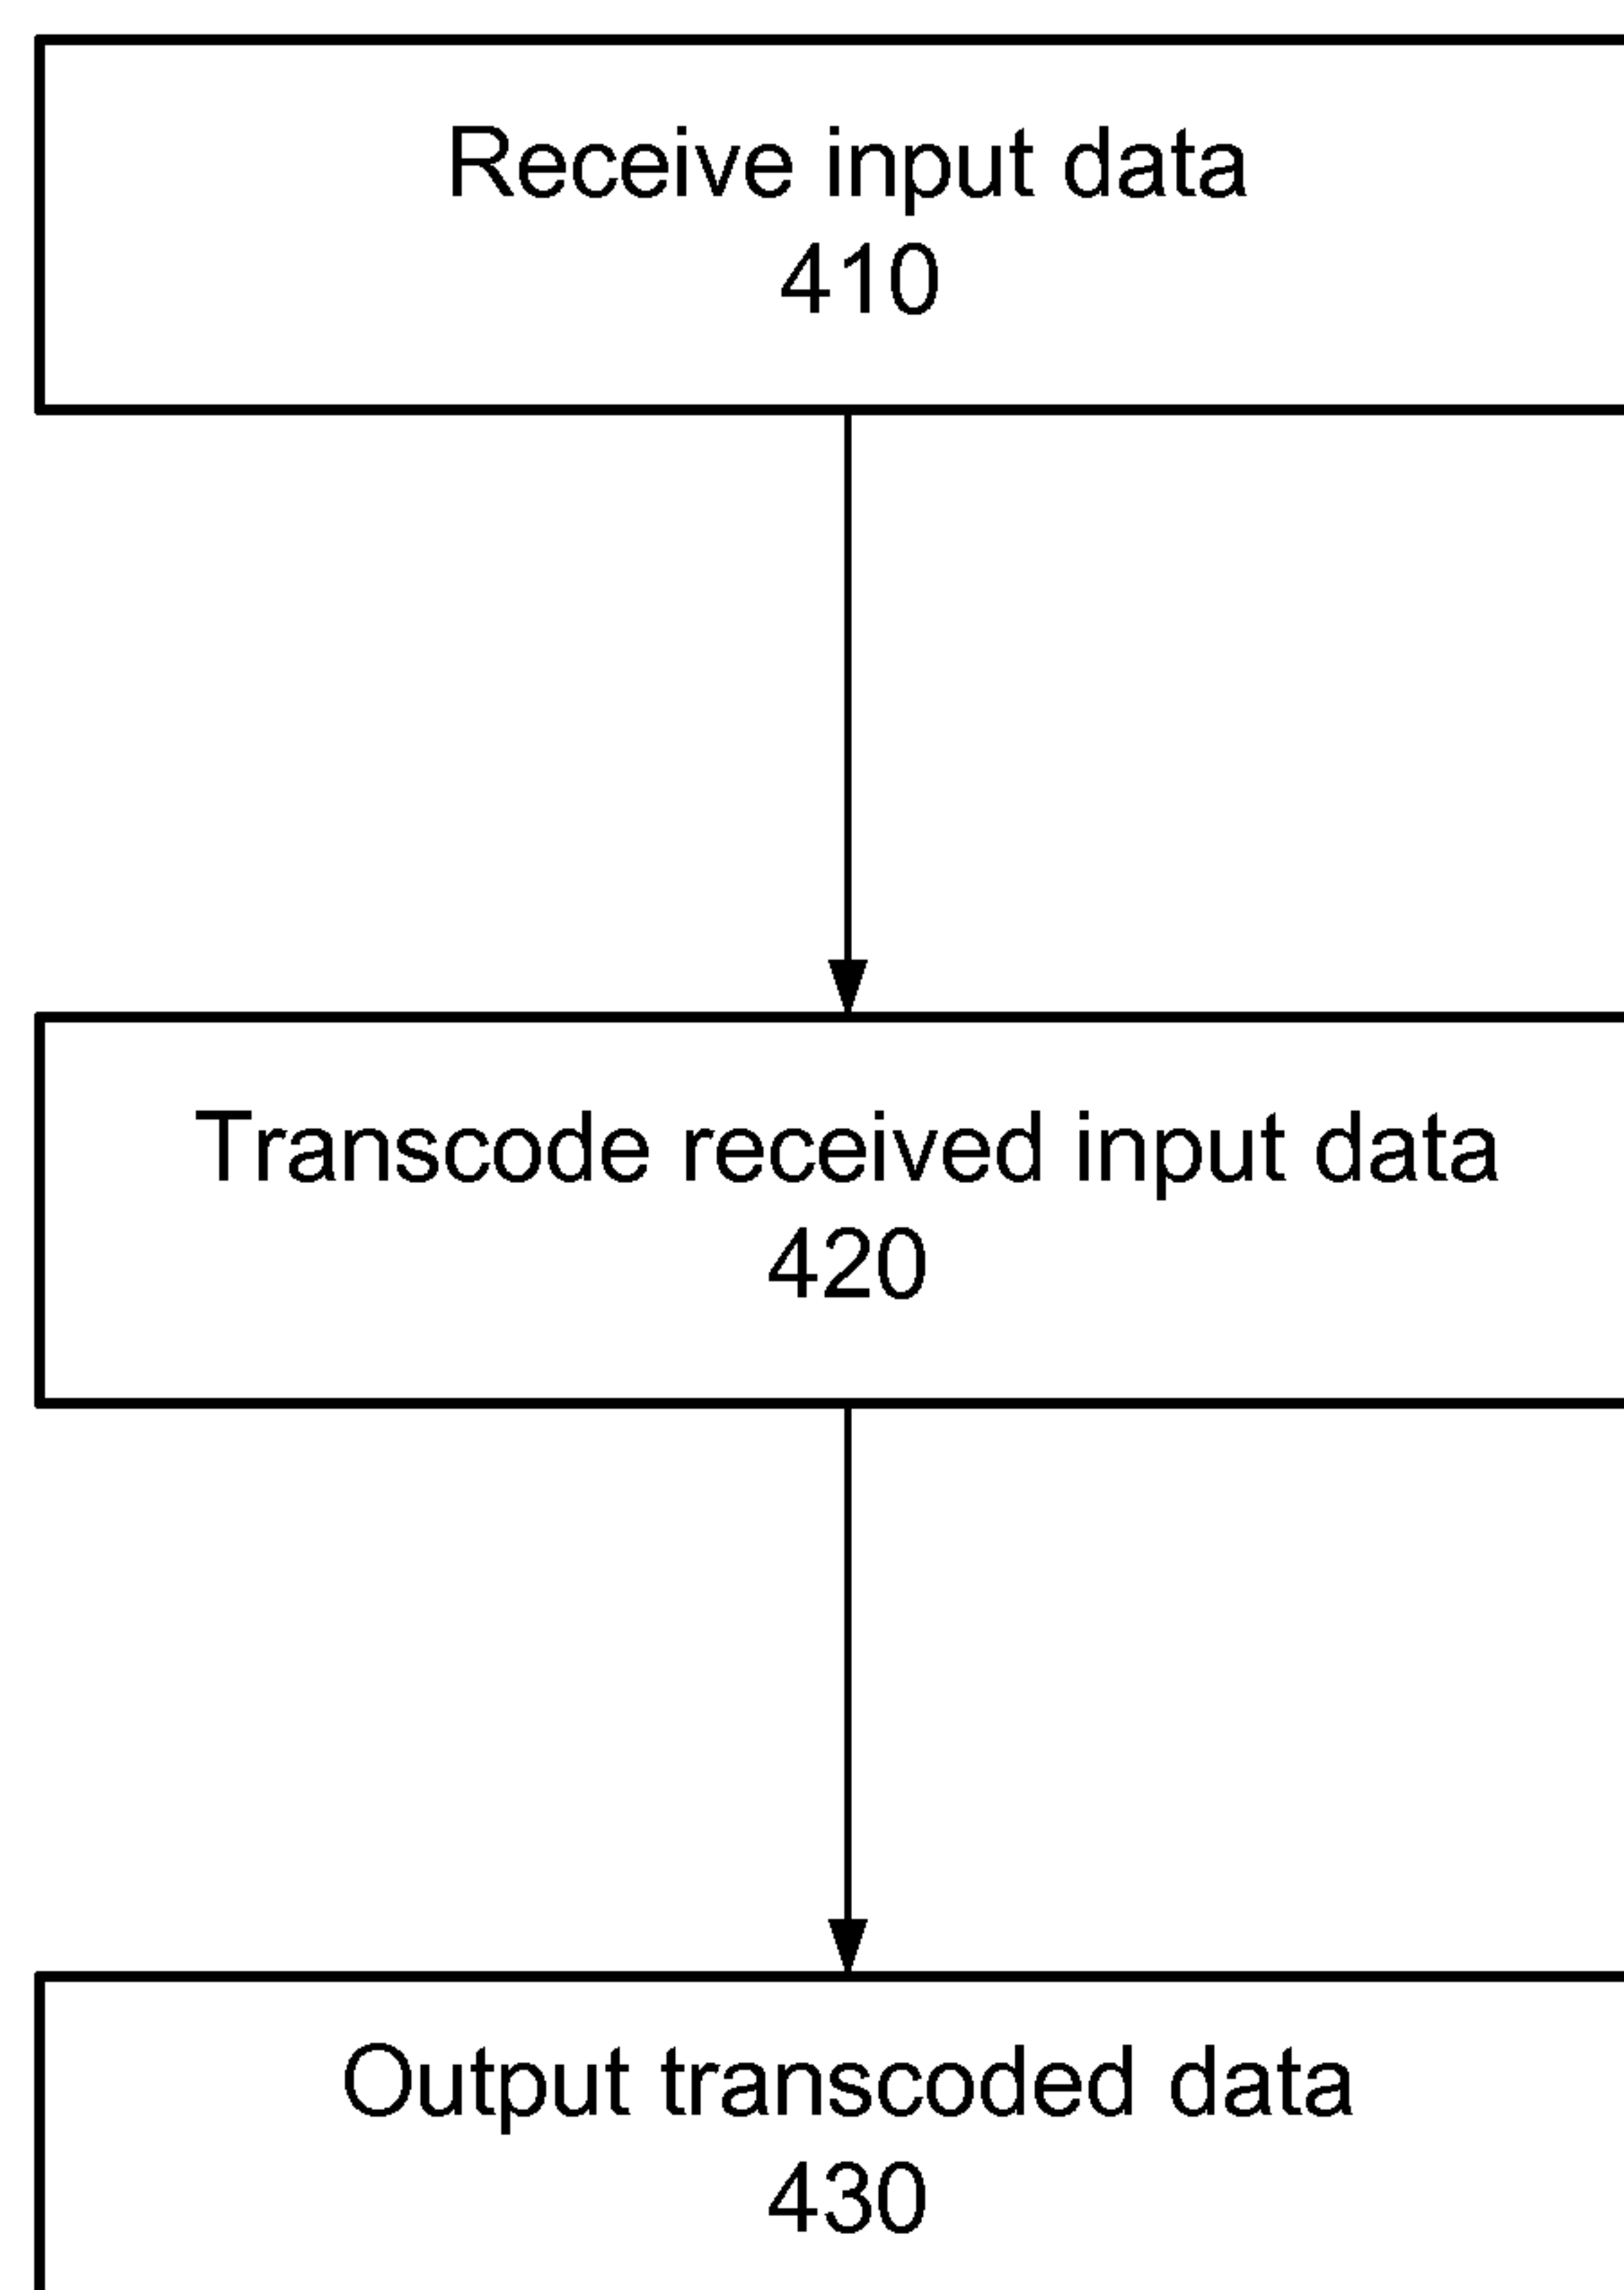 Receive input data
410
Transcode received input data
420
Output transcoded data
430